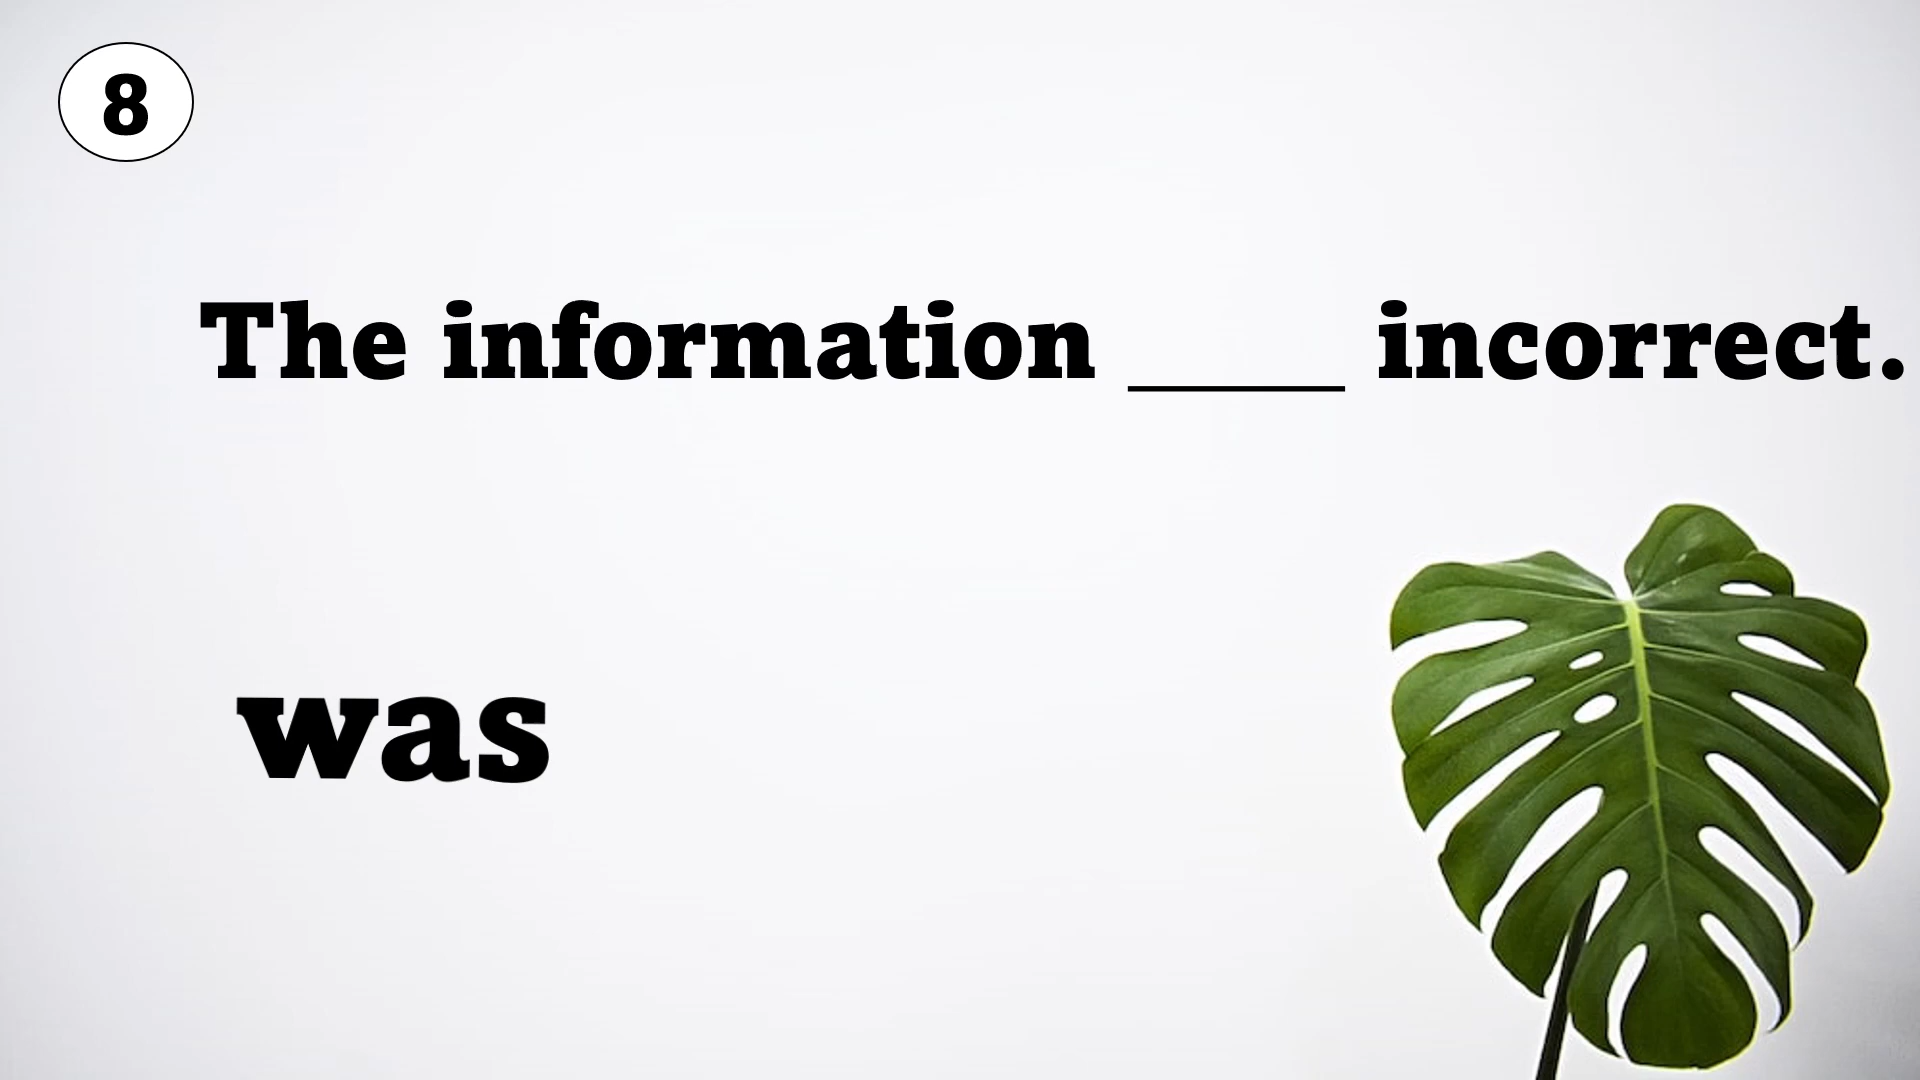 8
The information ____ incorrect.
was